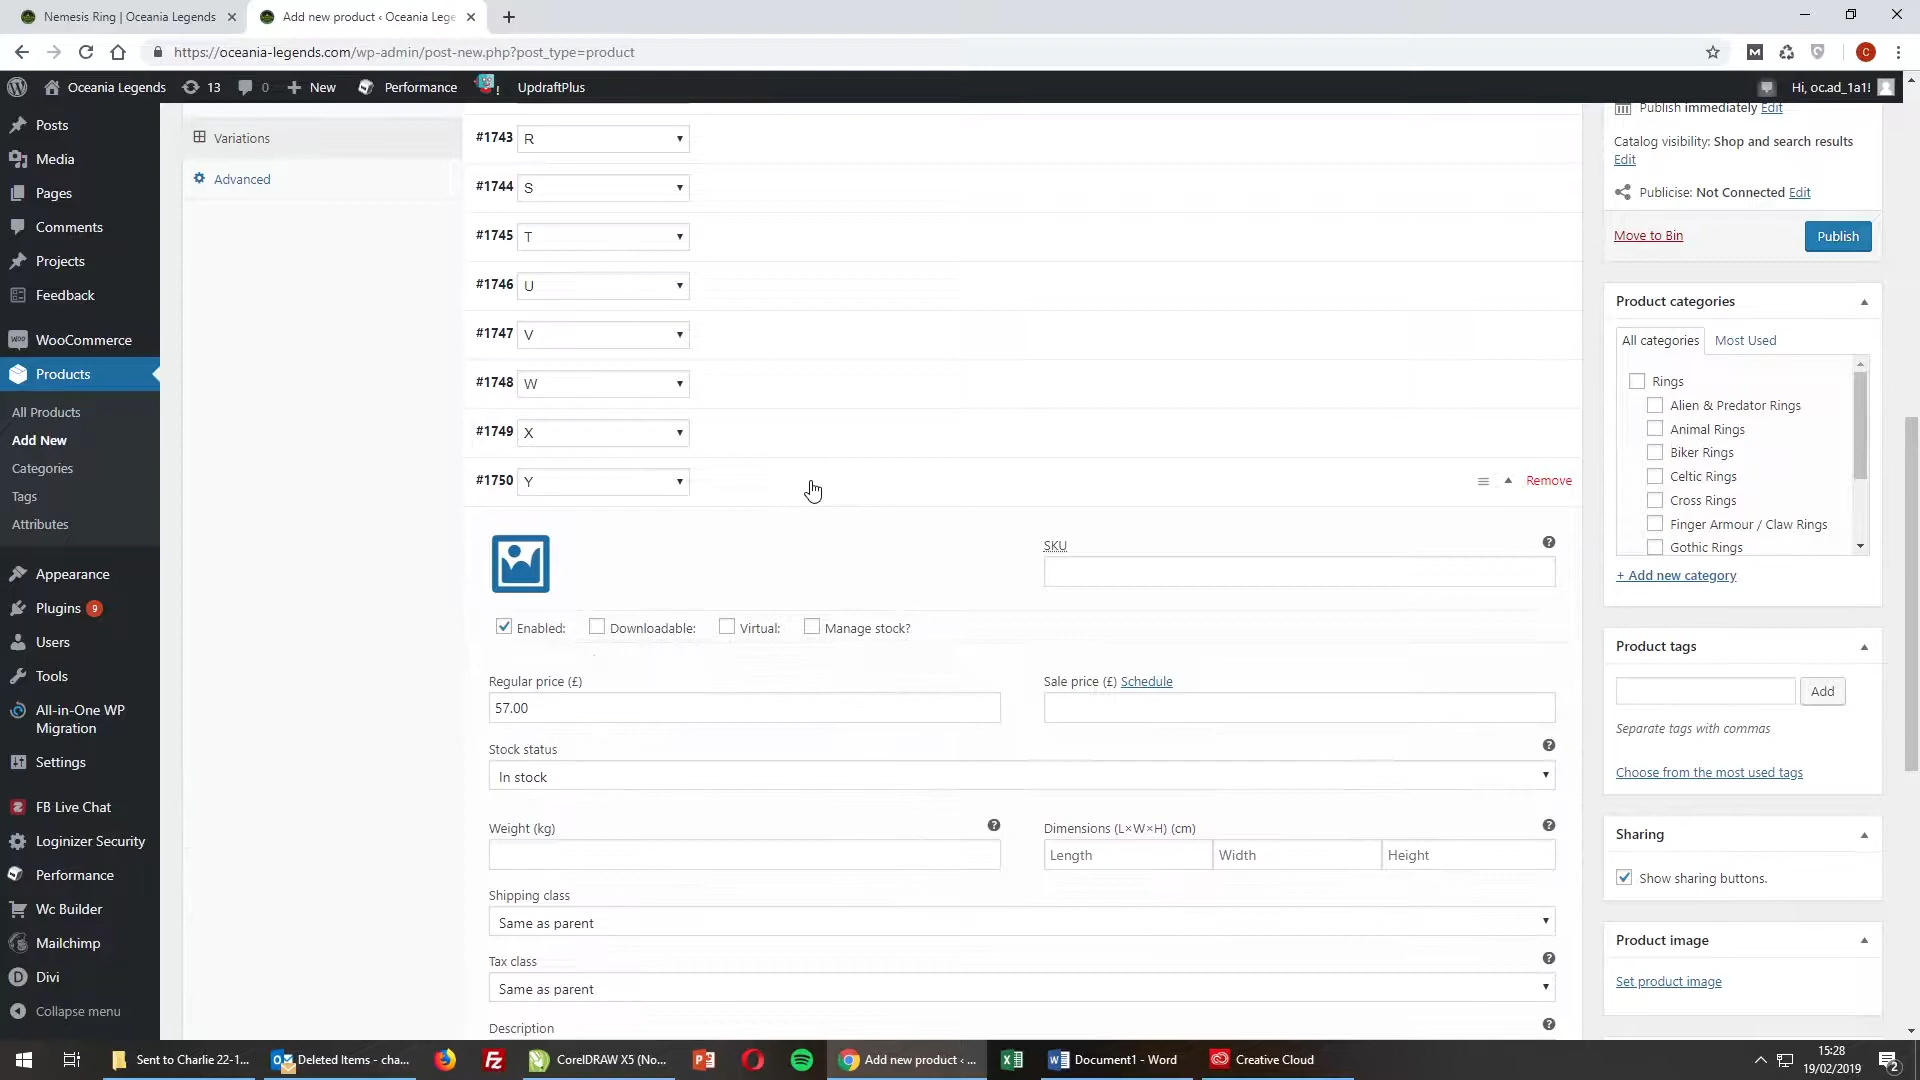 Nemesis Ring | Oceania Legends
Add new product ‹ Oceania Lege
https://oceania-legends.com/wp-admin/post-new.php?post_type=product
C
Oceania Legends
13
0
New
Performance
UpdraftPlus
Hi, oc.ad_1a1!
Posts
Media
Pages
Comments
Projects
Feedback
WooCommerce
Products
All Products
Add New
Categories
Tags
Attributes
Appearance
Plugins 9
Users
Tools
All-in-One WP
Migration
Settings
FB Live Chat
Loginizer Security
Performance
Wc Builder
Mailchimp
Divi
Collapse menu
Variations
Advanced
#1743 R
#1744 S
#1745 T
#1746 U
#1747 V
#1748 W
#1749 X
#1750 Y
Remove
SKU
Enabled: Downloadable: Virtual: Manage stock?
Regular price (£)
57.00
Sale price (£) Schedule
Stock status
In stock
Weight (kg)
Dimensions (L×W×H) (cm)
Length Width Height
Shipping class
Same as parent
Tax class
Same as parent
Description
Publish immediately Edit
Catalog visibility: Shop and search results
Edit
Publicise: Not Connected Edit
Move to Bin
Publish
Product categories
All categories Most Used
Rings
Alien & Predator Rings
Animal Rings
Biker Rings
Celtic Rings
Cross Rings
Finger Armour / Claw Rings
Gothic Rings
+ Add new category
Product tags
Add
Separate tags with commas
Choose from the most used tags
Sharing
Show sharing buttons.
Product image
Set product image
Sent to Charlie 22-1...
Deleted Items - cha...
CorelDRAW X5 (No...
Add new product ‹ ...
Document1 - Word
Creative Cloud
15:28
19/02/2019
2